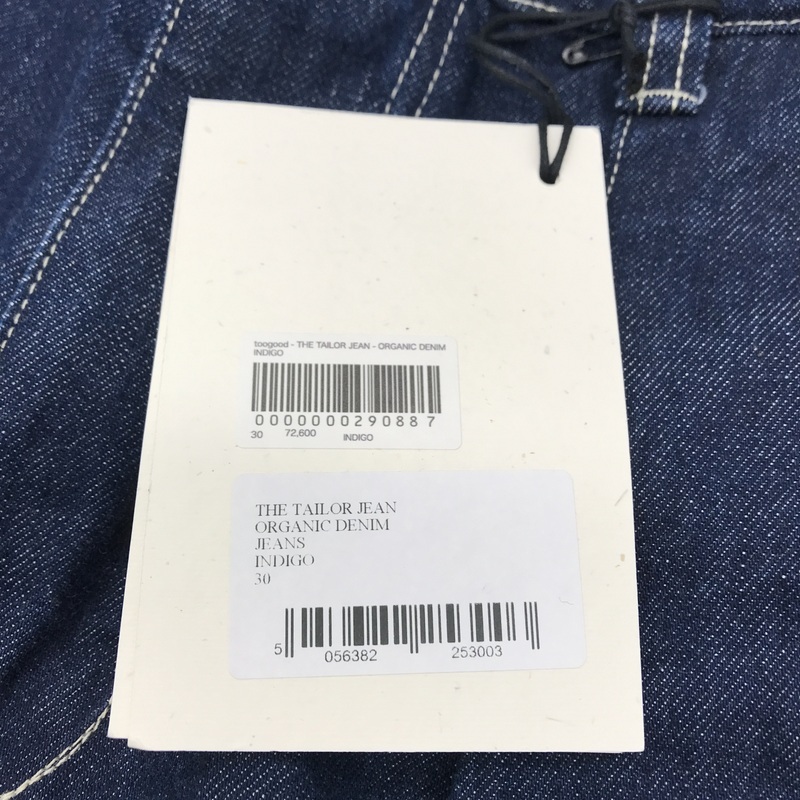 toogood - THE TAILOR JEAN - ORGANIC DENIM
INDIGO
0000000290887
30 72,600 INDIGO
THE TAILOR JEAN
ORGANIC DENIM
JEANS
INDIGO
30
5 056382 253003